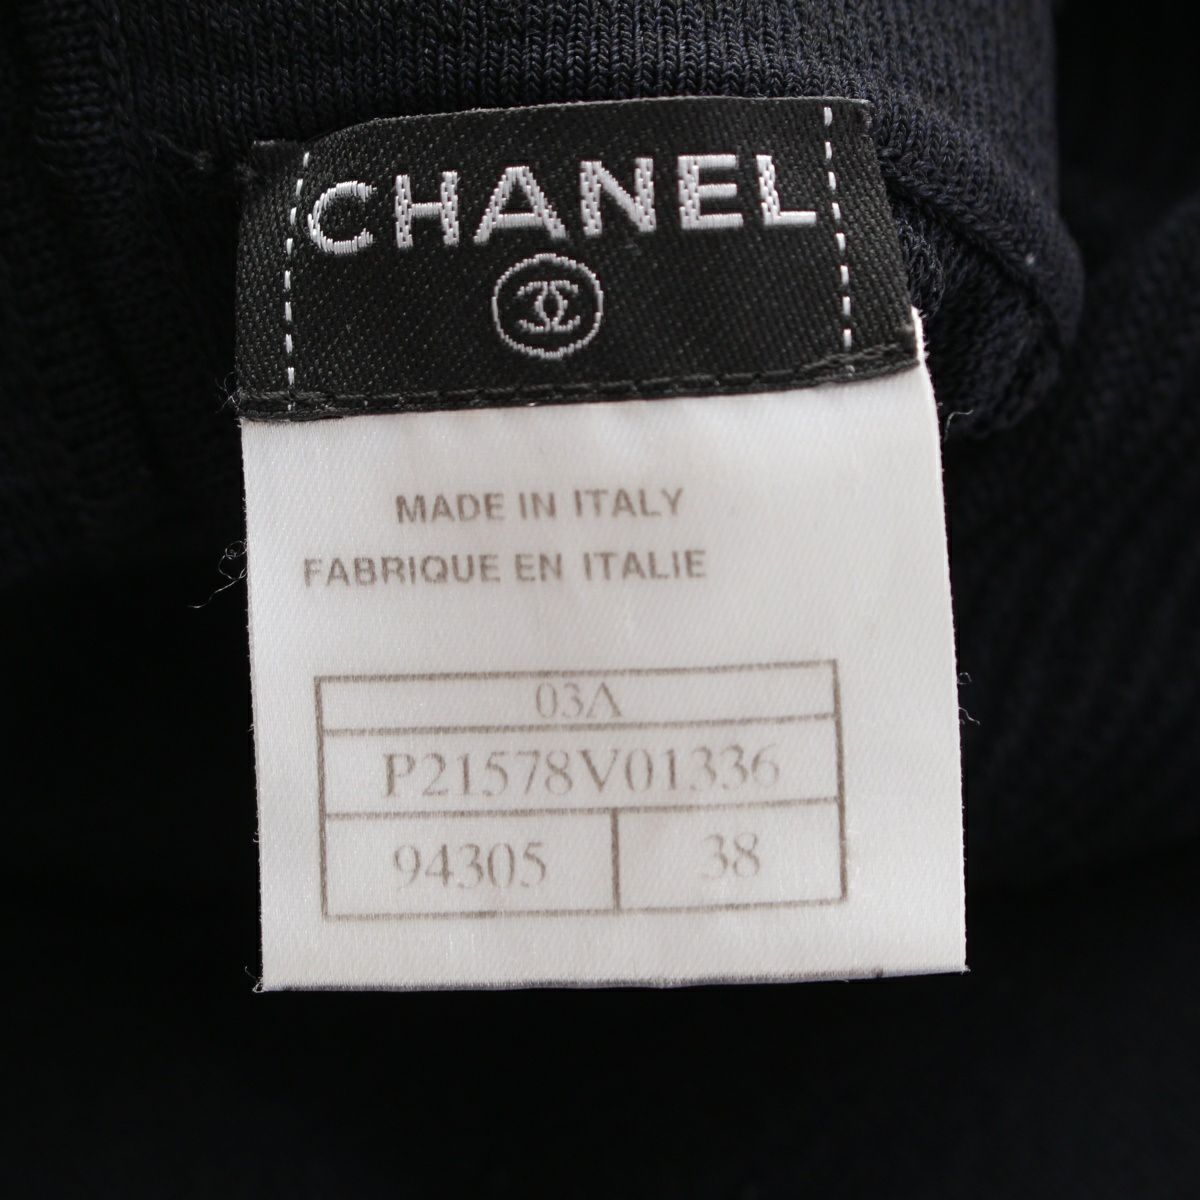 CHANEL
MADE IN ITALY
FABRIQUE EN ITALIE
03A
P21578V01336
94305 38